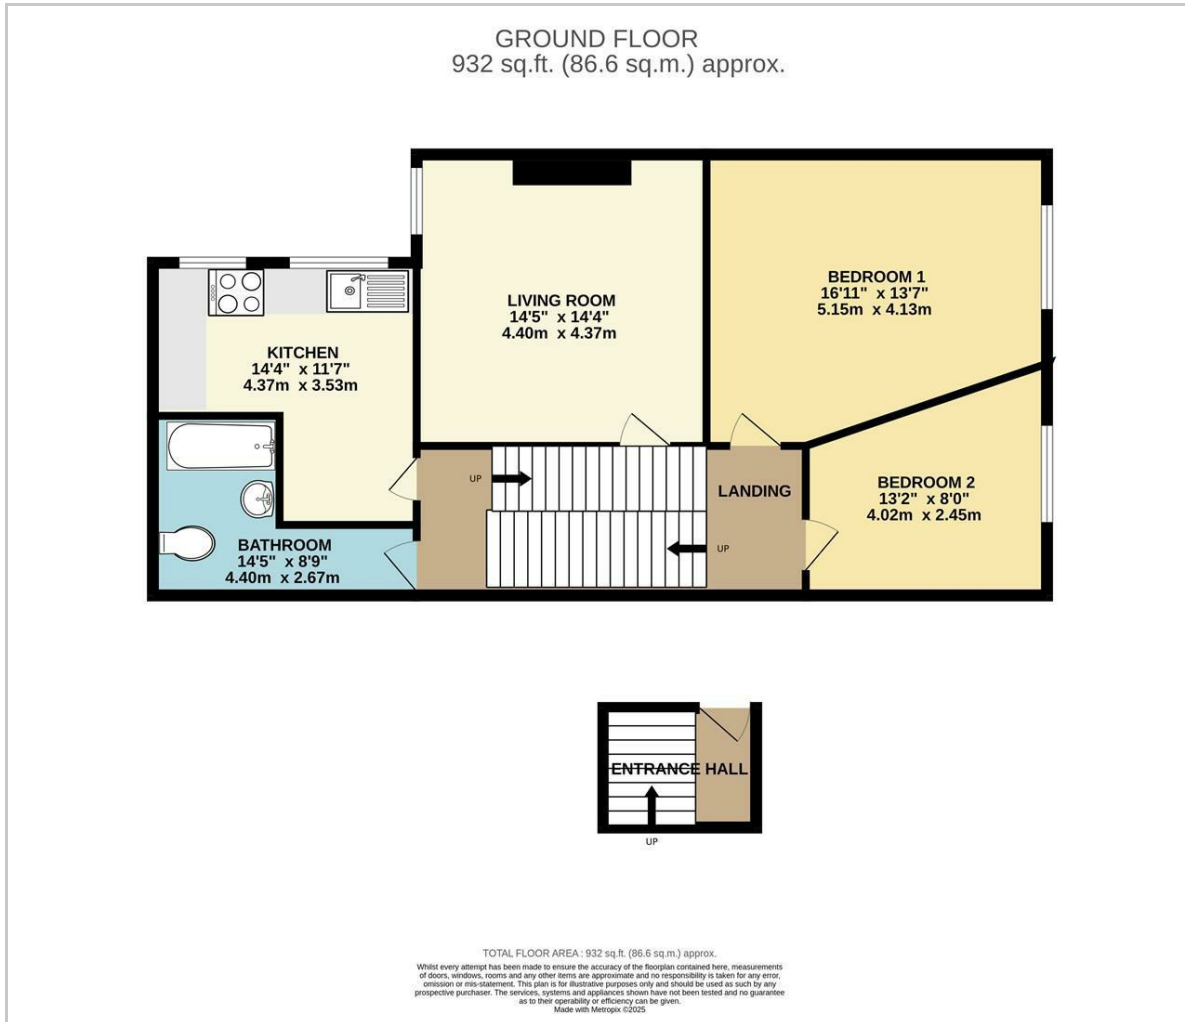 GROUND FLOOR
932 sq.ft. (86.6 sq.m.) approx.
LIVING ROOM
14'5" x 14'4"
4.40m x 4.37m
BEDROOM 1
16'11" x 13'7"
5.15m x 4.13m
KITCHEN
14'4" x 11'7"
4.37m x 3.53m
UP
LANDING
BEDROOM 2
13'2" x 8'0"
4.02m x 2.45m
BATHROOM
14'5" x 8'9"
4.40m x 2.67m
UP
ENTRANCE HALL
UP
TOTAL FLOOR AREA : 932 sq.ft. (86.6 sq.m.) approx.
Whilst every attempt has been made to ensure the accuracy of the floorplan contained here, measurements
of doors, windows, rooms and any other items are approximate and no responsibility is taken for any error,
omission or mis-statement. This plan is for illustrative purposes only and should be used as such by any
prospective purchaser. The services, systems and appliances shown have not been tested and no guarantee
as to their operability or efficiency can be given.
Made with Metropix ©2025